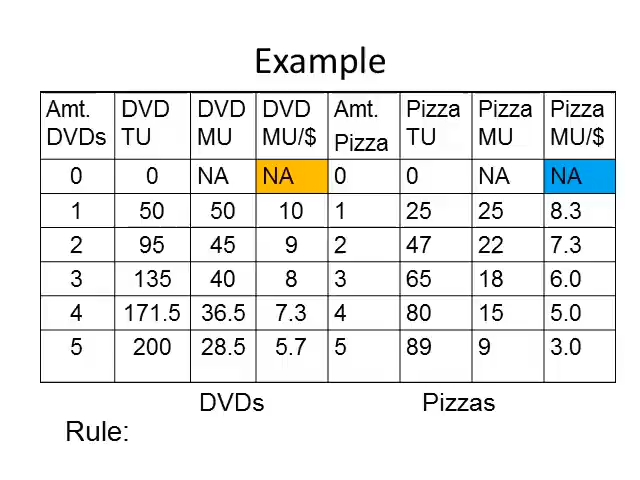 Example
Amt. DVDs DVD TU DVD MU DVD MU/$ Amt. Pizza Pizza TU Pizza MU Pizza MU/$
0 0 NA NA 0 0 NA NA
1 50 50 10 1 25 25 8.3
2 95 45 9 2 47 22 7.3
3 135 40 8 3 65 18 6.0
4 171.5 36.5 7.3 4 80 15 5.0
5 200 28.5 5.7 5 89 9 3.0
DVDs Pizzas
Rule: